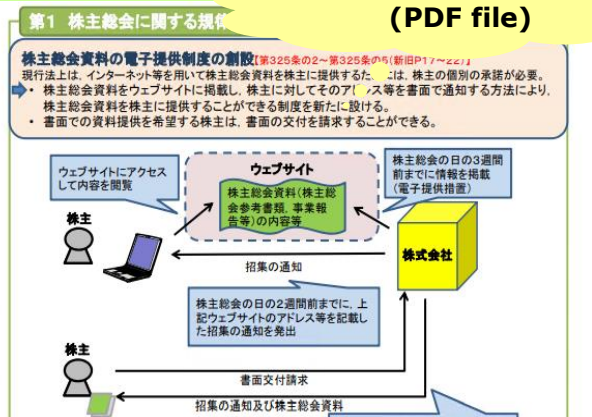 第1 株主総会に関する規
(PDF file)
株主総会資料の電子提供制度の創設【第325条の2~第325条の5(新旧P17~22)】
現行法上は、インターネット等を用いて株主総会資料を株主に提供するた には、株主の個別の承諾が必要。
・ 株主総会資料をウェブサイトに掲載し、株主に対してそのアドレス等を書面で通知する方法により、
株主総会資料を株主に提供することができる制度を新たに設ける。
・ 書面での資料提供を希望する株主は、書面の交付を請求することができる。
ウェブサイトにアクセス
して内容を閲覧
ウェブサイト
株主総会資料(株主総
会参考書類、事業報
告等)の内容等
株主総会の日の3週間
前までに情報を掲載
(電子提供措置)
株主
株式会社
招集の通知
株主総会の日の2週間前までに、上
記ウェブサイトのアドレス等を記載し
た招集の通知を発出
株主
書面交付請求
招集の通知及び株主総会資料